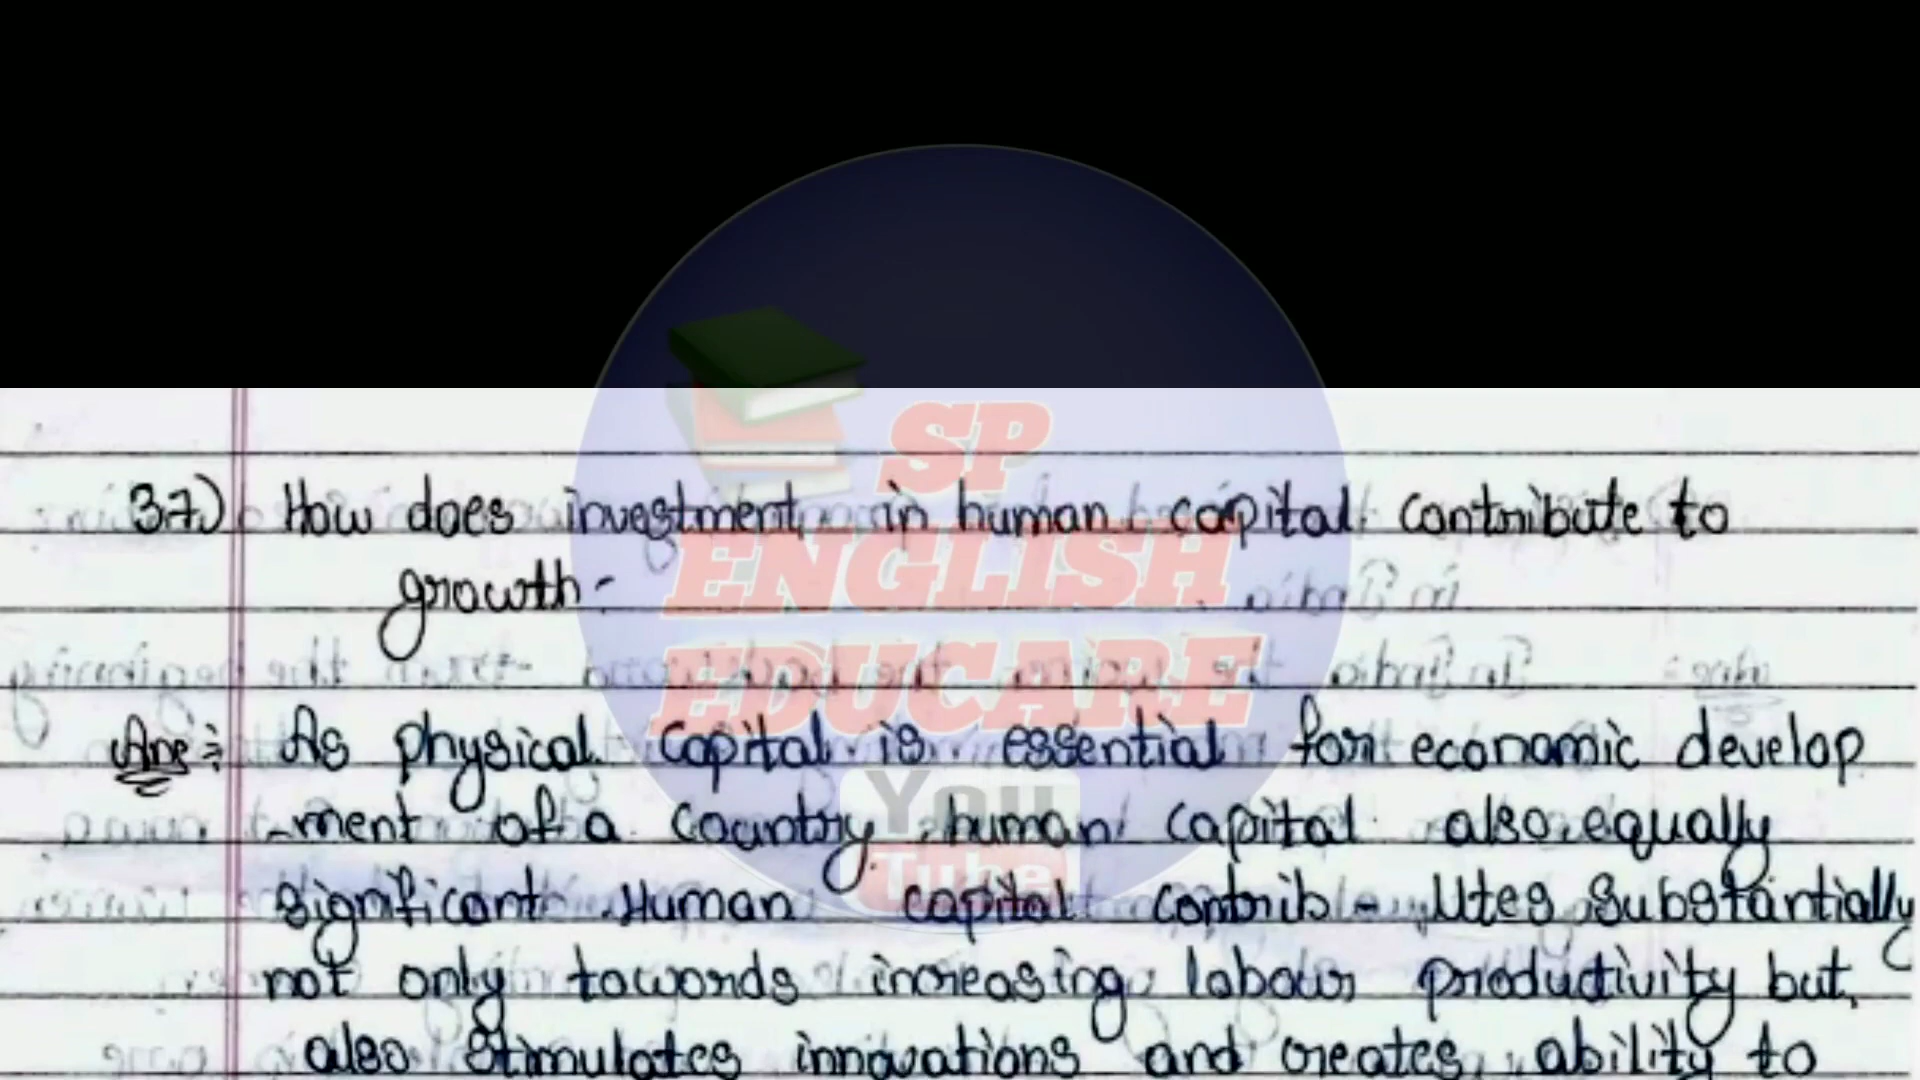 SP
ENGLISH
EDUCARE
You
Tube
37.) How does investment in human capital contribute to
growth:-
Ans:- As physical capital is essential for economic develop
-ment of a country human capital also equally
significant. Human capital contrib - utes substantially
not only towards increasing labour productivity but
also stimulates innovations and creates ability to